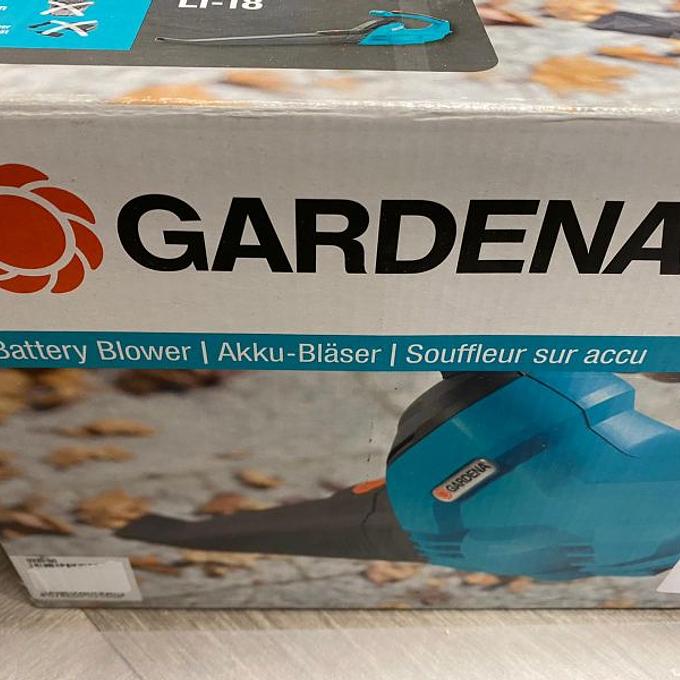 LI-18
GARDENA
Battery Blower | Akku-Bläser | Souffleur sur accu
GARDENA